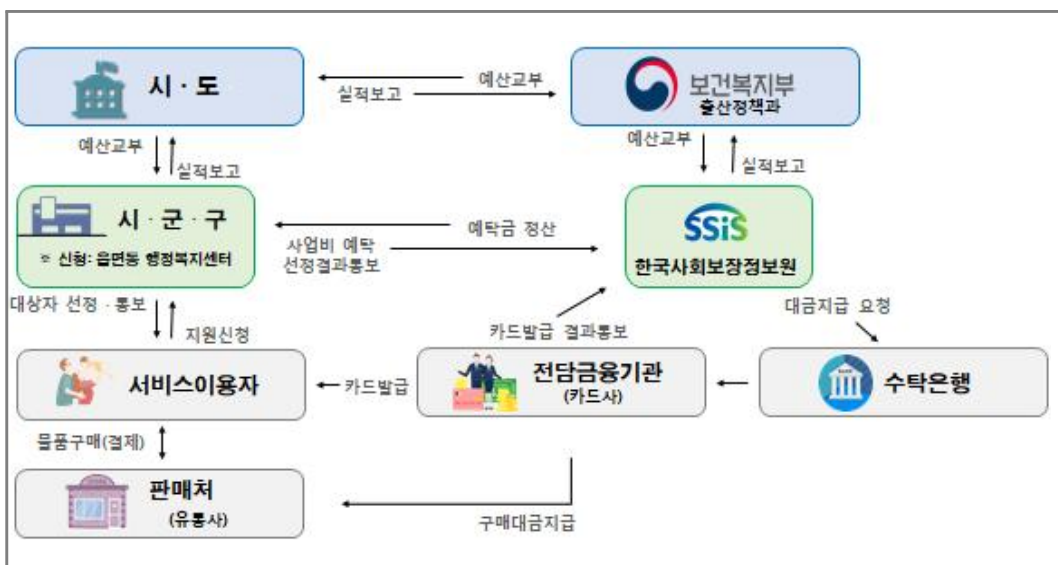 시 · 도
예산교부
실적보고
보건복지부
출산정책과
예산교부
실적보고
예산교부
실적보고
시 · 군 · 구
※ 신청: 읍면동 행정복지센터
예탁금 정산
사업비 예탁
선정결과통보
SSiS
한국사회보장정보원
대상자 선정 · 통보
지원신청
카드발급 결과통보
대금지급 요청
서비스이용자
카드발급
전담금융기관
(카드사)
수탁은행
물품구매(결제)
판매처
(유통사)
구매대금지급